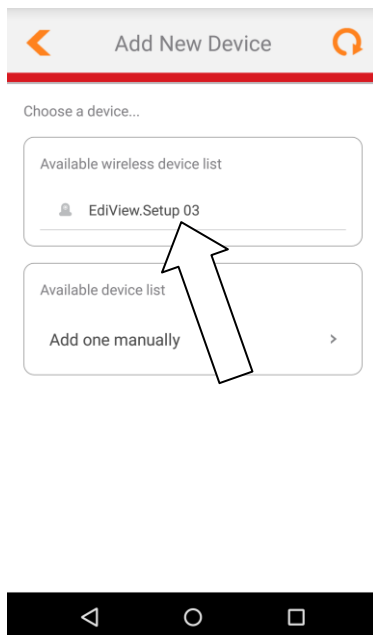 Add New Device
Choose a device...
Available wireless device list
EdiView.Setup 03
Available device list
Add one manually